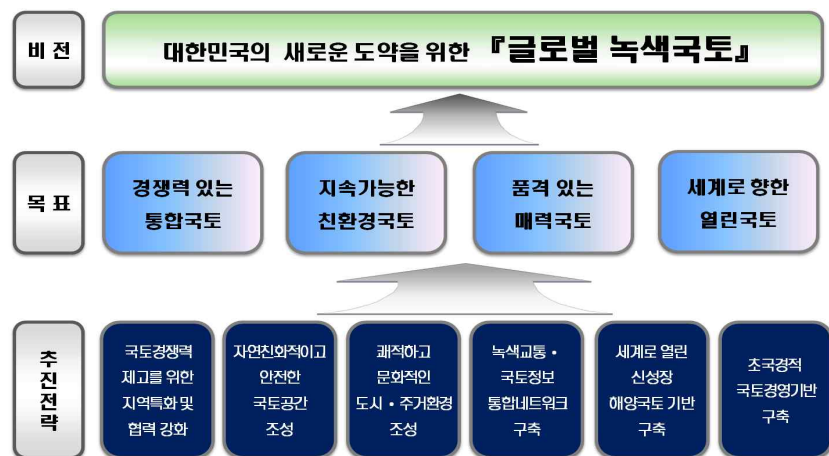 비 전
대한민국의 새로운 도약을 위한 『글로벌 녹색국토』
목 표
경쟁력 있는
통합국토
지속가능한
친환경국토
품격 있는
매력국토
세계로 향한
열린국토
추
진
전
략
국토경쟁력
제고를 위한
지역특화 및
협력 강화
자연친화적이고
안전한
국토공간
조성
쾌적하고
문화적인
도시 • 주거환경
조성
녹색교통 •
국토정보
통합네트워크
구축
세계로 열린
신성장
해양국토 기반
구축
초국경적
국토경영기반
구축